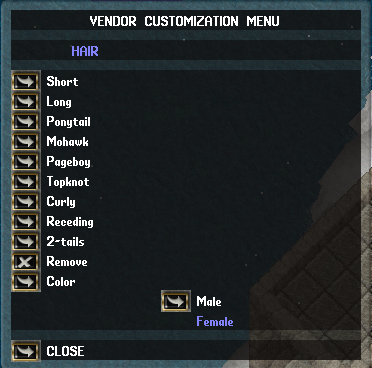 VENDOR CUSTOMIZATION MENU
HAIR
Short
Long
Ponytail
Mohawk
Pageboy
Topknot
Curly
Receding
2-tails
Remove
Color
Male
Female
CLOSE